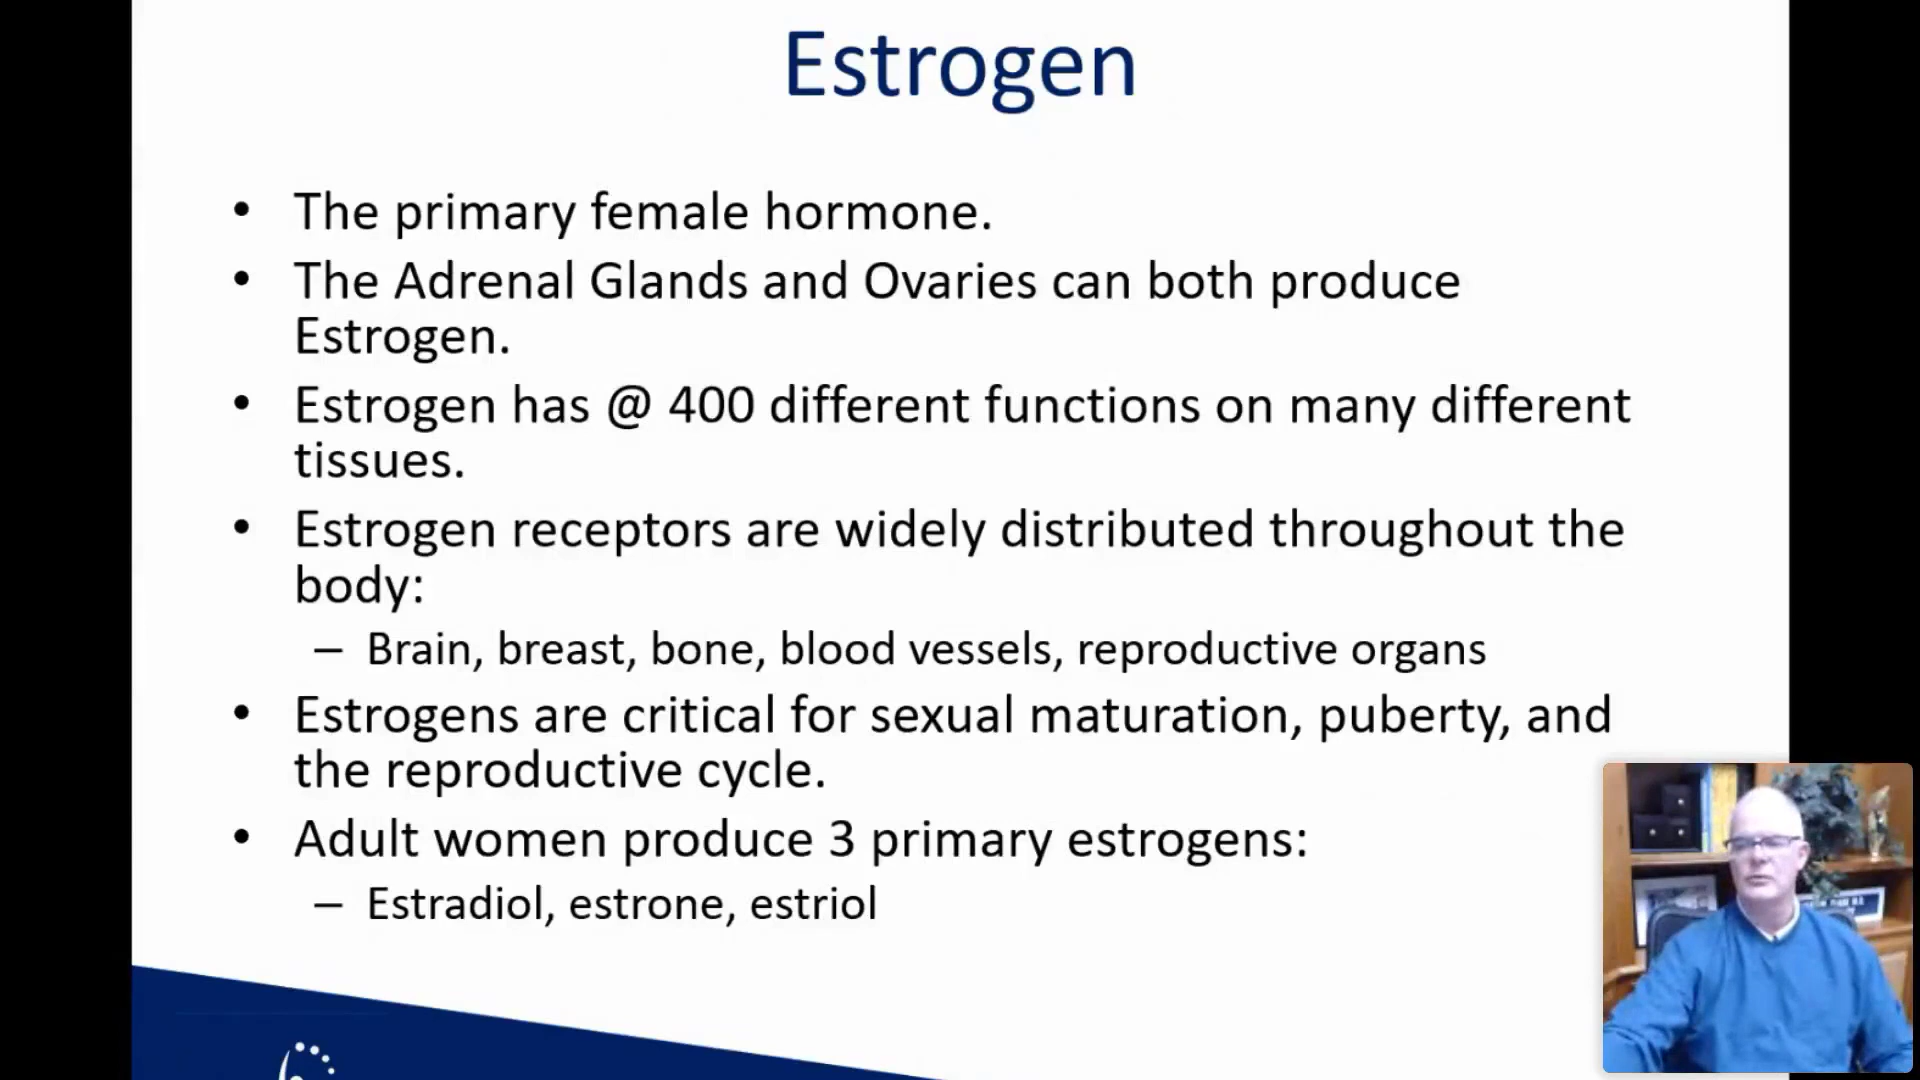 Estrogen
• The primary female hormone.
• The Adrenal Glands and Ovaries can both produce
Estrogen.
• Estrogen has @ 400 different functions on many different
tissues.
• Estrogen receptors are widely distributed throughout the
body:
– Brain, breast, bone, blood vessels, reproductive organs
• Estrogens are critical for sexual maturation, puberty, and
the reproductive cycle.
• Adult women produce 3 primary estrogens:
– Estradiol, estrone, estriol